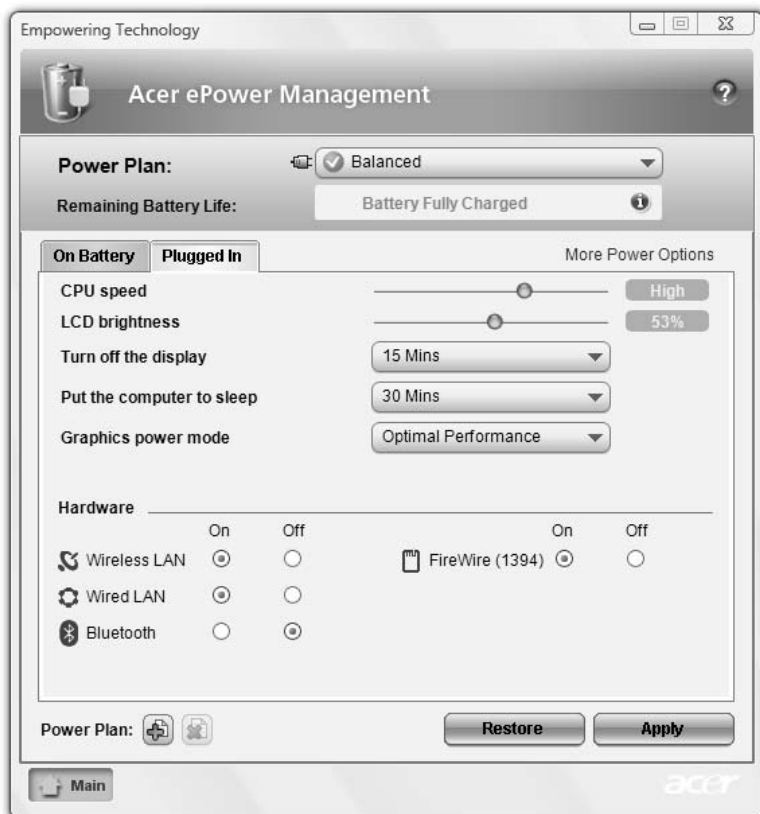 Empowering Technology
Acer ePower Management
?
Power Plan: Balanced
Remaining Battery Life: Battery Fully Charged
On Battery Plugged In More Power Options
CPU speed High
LCD brightness 53%
Turn off the display 15 Mins
Put the computer to sleep 30 Mins
Graphics power mode Optimal Performance
Hardware
On Off On Off
Wireless LAN FireWire (1394)
Wired LAN
Bluetooth
Power Plan: Restore Apply
Main acer